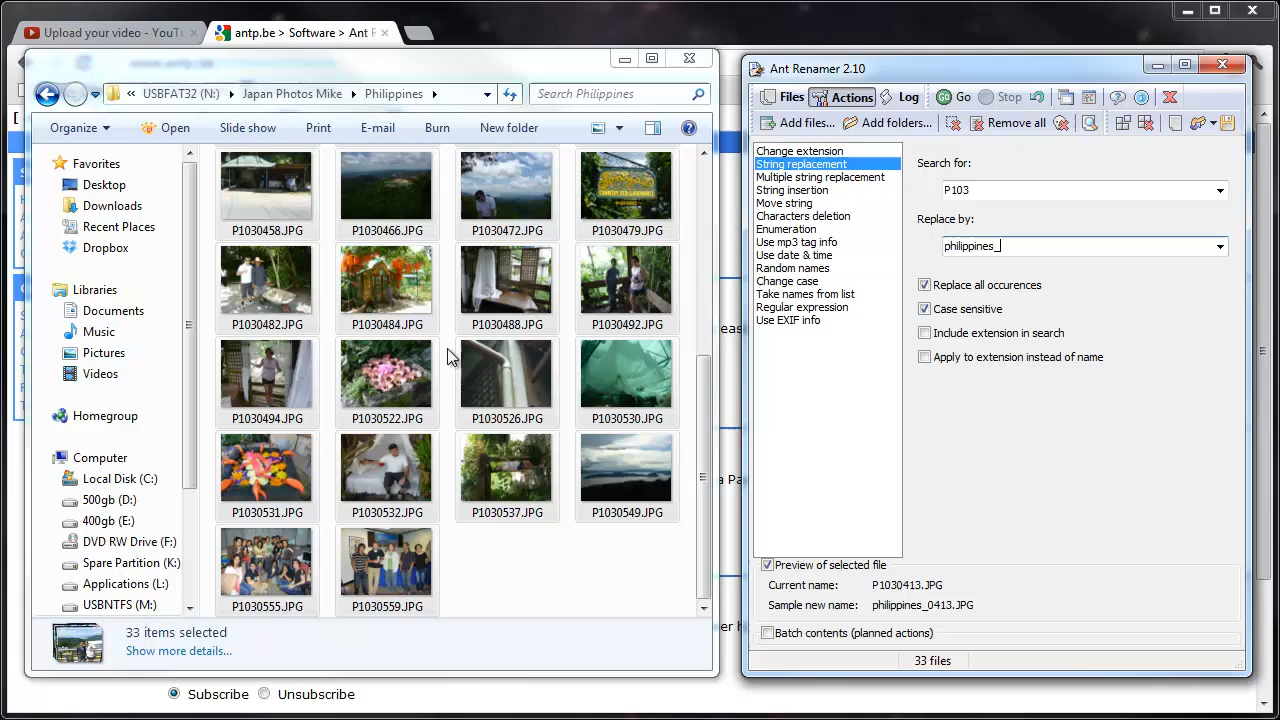 Upload your video - YouTu
antp.be > Software > Ant R
USBFAT32 (N:)
Japan Photos Mike
Philippines
Search Philippines
Organize
Open
Slide show
Print
E-mail
Burn
New folder
Favorites
Desktop
Downloads
Recent Places
Dropbox
Libraries
Documents
Music
Pictures
Videos
Homegroup
Computer
Local Disk (C:)
500gb (D:)
400gb (E:)
DVD RW Drive (F:)
Spare Partition (K:)
Applications (L:)
USBNTFS (M:)
P1030458.JPG
P1030466.JPG
P1030472.JPG
P1030479.JPG
P1030482.JPG
P1030484.JPG
P1030488.JPG
P1030492.JPG
P1030494.JPG
P1030522.JPG
P1030526.JPG
P1030530.JPG
P1030531.JPG
P1030532.JPG
P1030537.JPG
P1030549.JPG
P1030555.JPG
P1030559.JPG
33 items selected
Show more details...
Subscribe
Unsubscribe
Ant Renamer 2.10
Files
Actions
Log
Go
Stop
Add files...
Add folders...
Remove all
Change extension
String replacement
Multiple string replacement
String insertion
Move string
Characters deletion
Enumeration
Use mp3 tag info
Use date & time
Random names
Change case
Take names from list
Regular expression
Use EXIF info
Search for:
P103
Replace by:
philippines_
Replace all occurences
Case sensitive
Include extension in search
Apply to extension instead of name
Preview of selected file
Current name: P1030413.JPG
Sample new name: philippines_0413.JPG
Batch contents (planned actions)
33 files